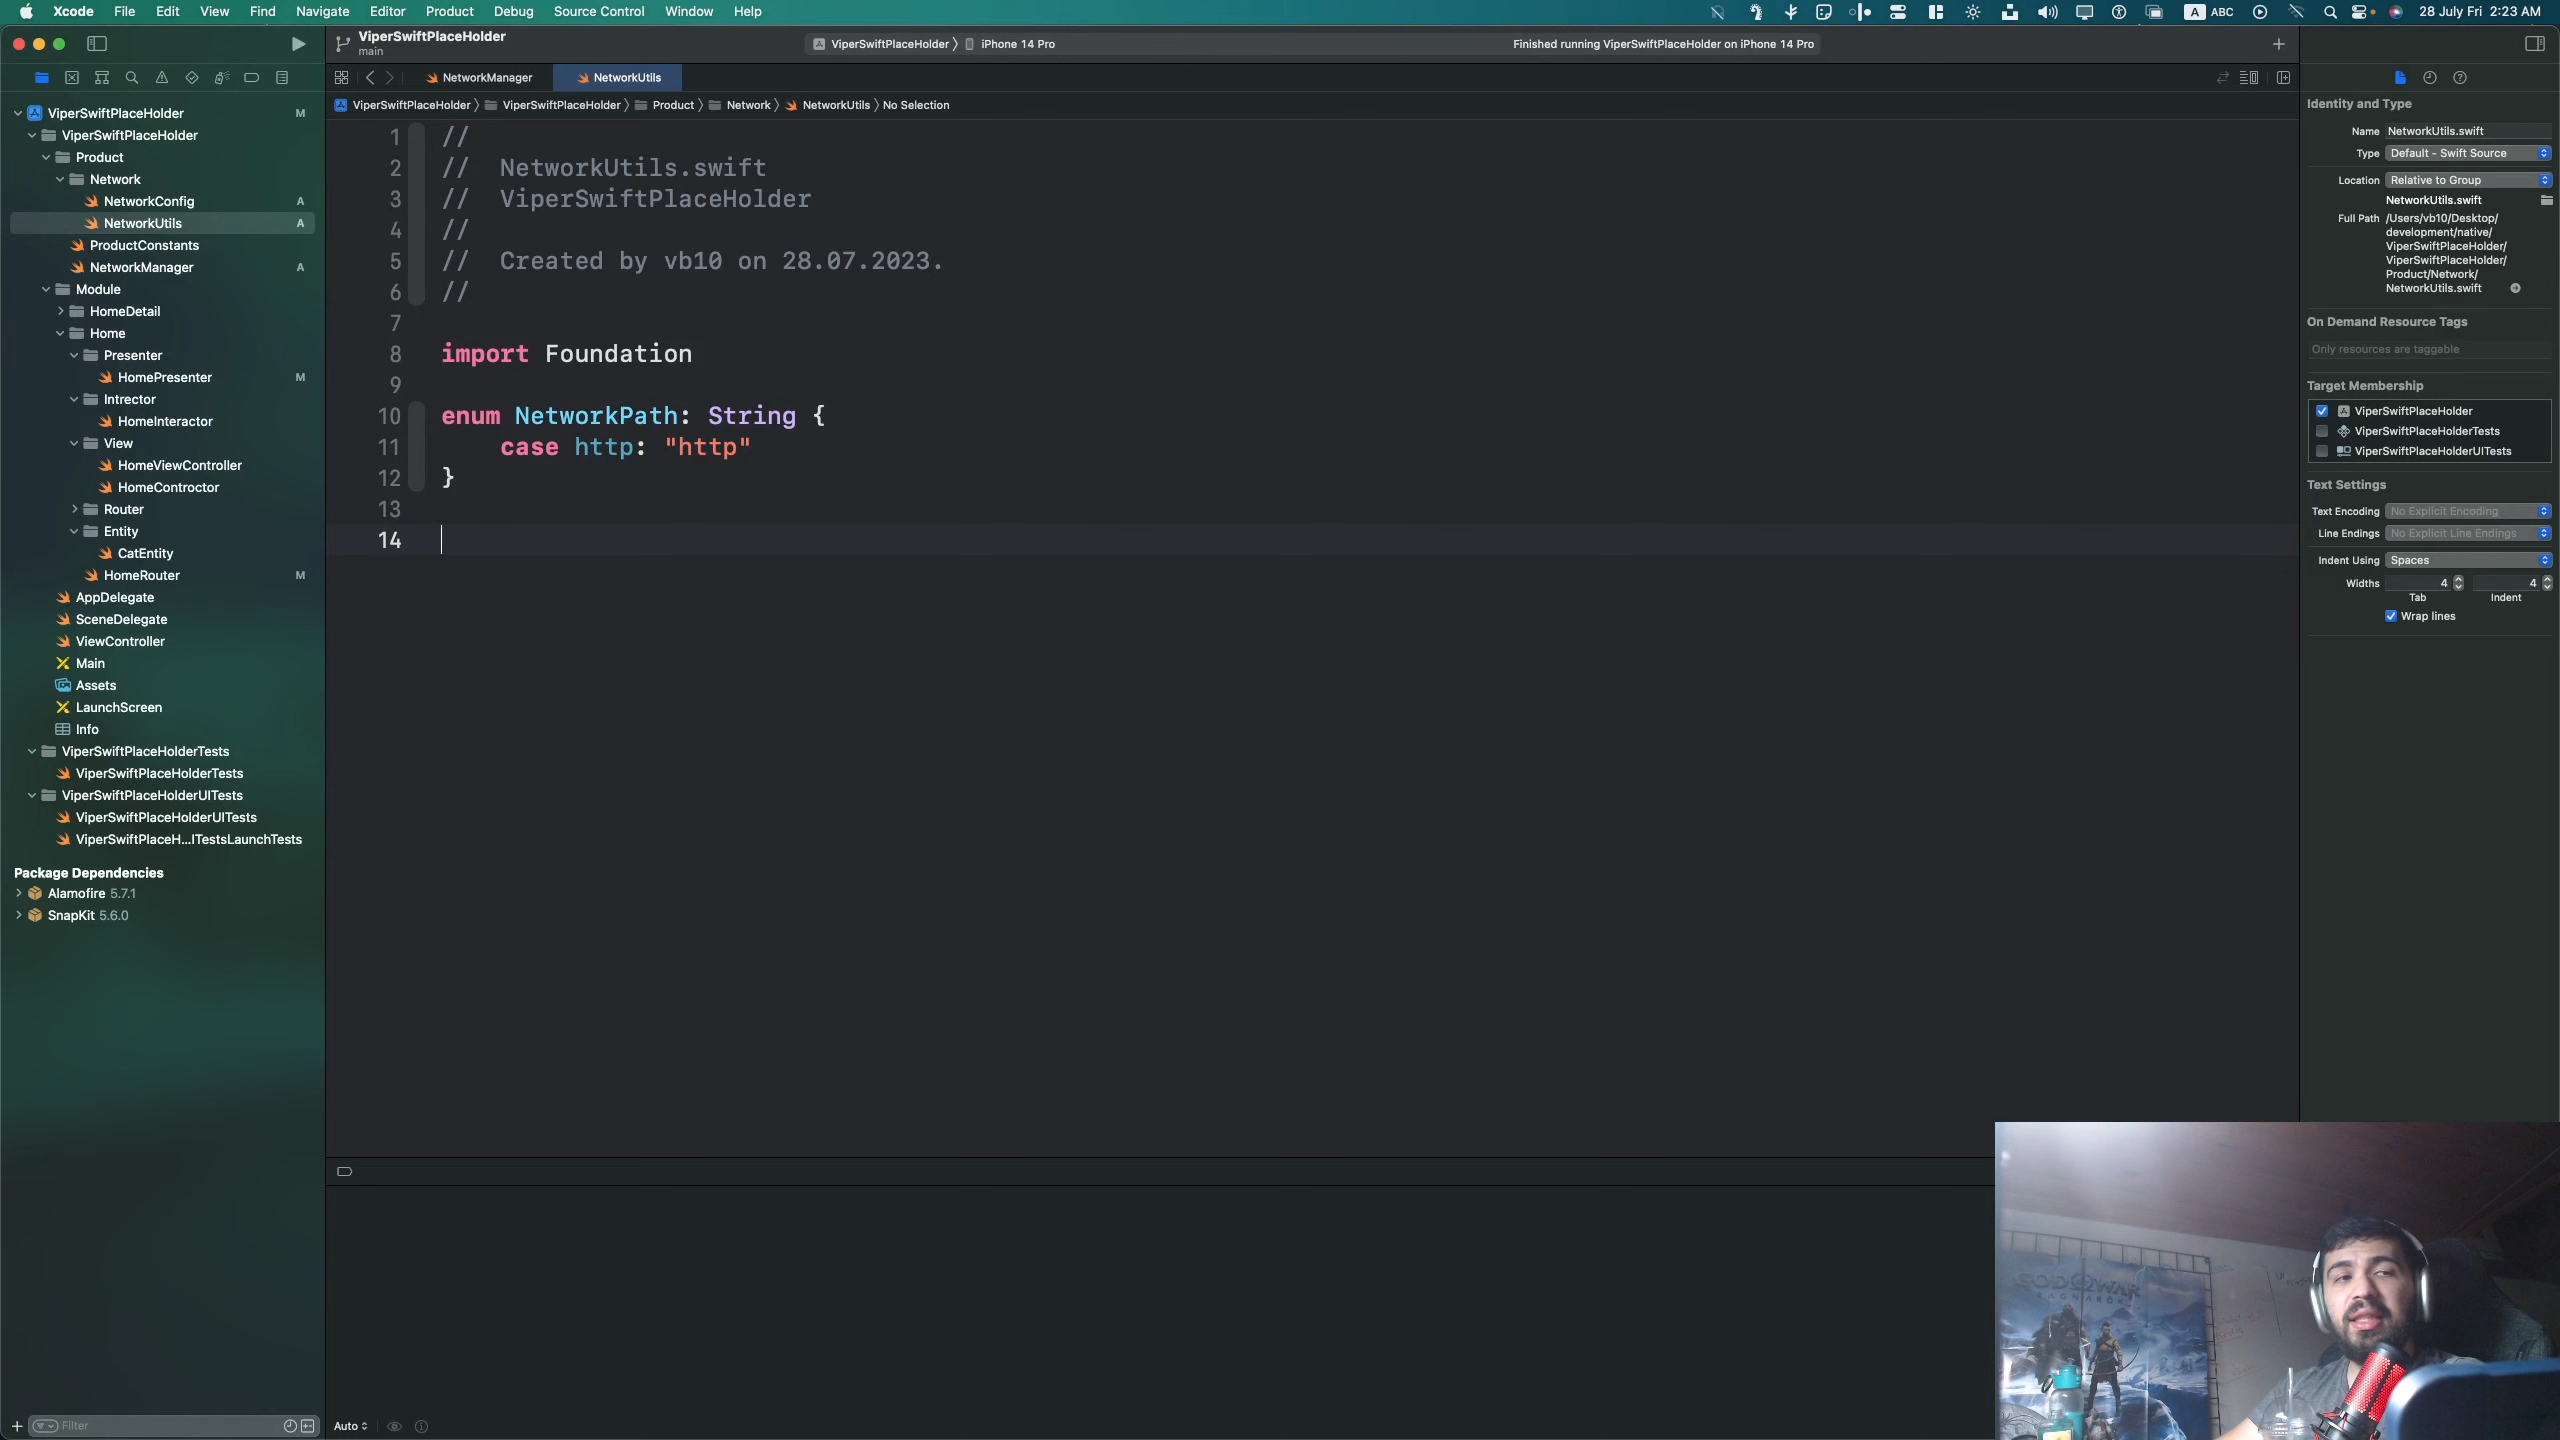 Xcode File Edit View Find Navigate Editor Product Debug Source Control Window Help
A ABC 28 July Fri 2:23 AM
ViperSwiftPlaceHolder
main
ViperSwiftPlaceHolder iPhone 14 Pro
Finished running ViperSwiftPlaceHolder on iPhone 14 Pro
NetworkManager
NetworkUtils
ViperSwiftPlaceHolder ViperSwiftPlaceHolder Product Network NetworkUtils No Selection
ViperSwiftPlaceHolder M
ViperSwiftPlaceHolder
Product
Network
NetworkConfig A
NetworkUtils A
ProductConstants
NetworkManager A
Module
HomeDetail
Home
Presenter
HomePresenter M
Intrector
HomeInteractor
View
HomeViewController
HomeControctor
Router
Entity
CatEntity
HomeRouter M
AppDelegate
SceneDelegate
ViewController
Main
Assets
LaunchScreen
Info
ViperSwiftPlaceHolderTests
ViperSwiftPlaceHolderTests
ViperSwiftPlaceHolderUITests
ViperSwiftPlaceHolderUITests
ViperSwiftPlaceH...ITestsLaunchTests
Package Dependencies
Alamofire 5.7.1
SnapKit 5.6.0
Filter
1 //
2 // NetworkUtils.swift
3 // ViperSwiftPlaceHolder
4 //
5 // Created by vb10 on 28.07.2023.
6 //
7
8 import Foundation
9
10 enum NetworkPath: String {
11 case http: "http"
12 }
13
14
Auto
Identity and Type
Name NetworkUtils.swift
Type Default - Swift Source
Location Relative to Group
NetworkUtils.swift
Full Path /Users/vb10/Desktop/
development/native/
ViperSwiftPlaceHolder/
ViperSwiftPlaceHolder/
Product/Network/
NetworkUtils.swift
On Demand Resource Tags
Only resources are taggable
Target Membership
ViperSwiftPlaceHolder
ViperSwiftPlaceHolderTests
ViperSwiftPlaceHolderUITests
Text Settings
Text Encoding No Explicit Encoding
Line Endings No Explicit Line Endings
Indent Using Spaces
Widths 4 4
Tab Indent
Wrap lines
GOD OF WAR
RAGNARÖK